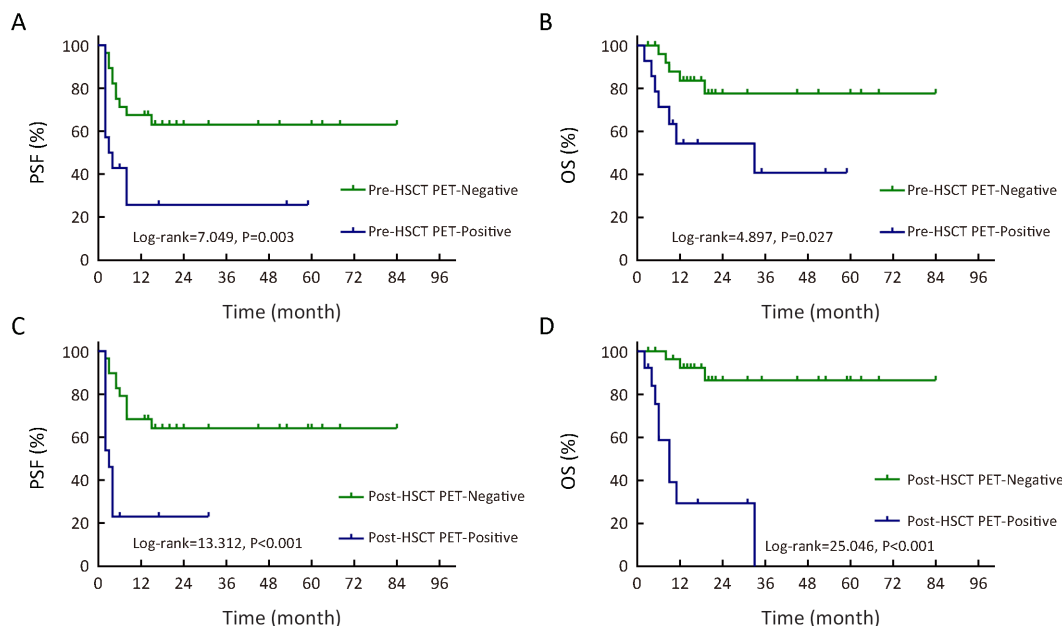 A
PSF (%)
100
80
60
40
20
0
0 12 24 36 48 60 72 84 96
Time (month)
Pre-HSCT PET-Negative
Pre-HSCT PET-Positive
Log-rank=7.049, P=0.003
B
OS (%)
100
80
60
40
20
0
0 12 24 36 48 60 72 84 96
Time (month)
Pre-HSCT PET-Negative
Pre-HSCT PET-Positive
Log-rank=4.897, P=0.027
C
PSF (%)
100
80
60
40
20
0
0 12 24 36 48 60 72 84 96
Time (month)
Post-HSCT PET-Negative
Post-HSCT PET-Positive
Log-rank=13.312, P<0.001
D
OS (%)
100
80
60
40
20
0
0 12 24 36 48 60 72 84 96
Time (month)
Post-HSCT PET-Negative
Post-HSCT PET-Positive
Log-rank=25.046, P<0.001